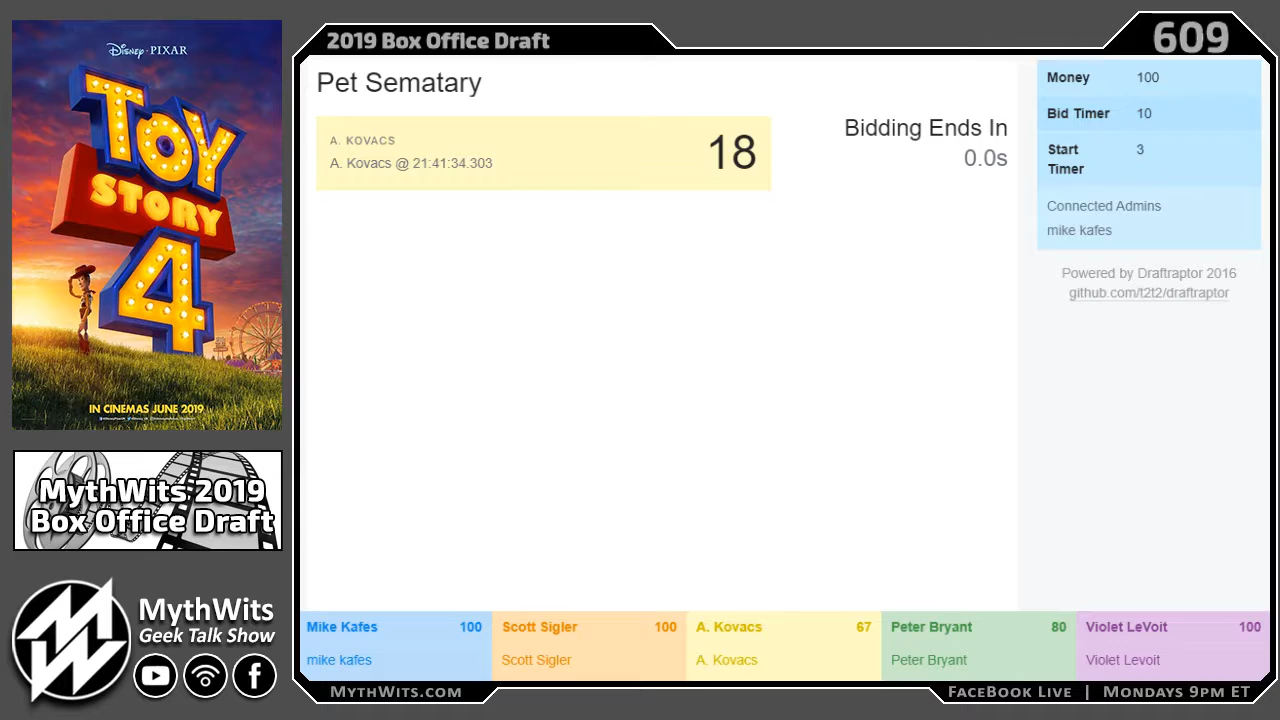 2019 Box Office Draft
609
Disney · PIXAR
TOY
STORY
4
IN CINEMAS JUNE 2019
MythWits 2019
Box Office Draft
MythWits
Geek Talk Show
Pet Sematary
A. KOVACS
A. Kovacs @ 21:41:34.303
18
Bidding Ends In
0.0s
Money 100
Bid Timer 10
Start Timer 3
Connected Admins
mike kafes
Powered by Draftraptor 2016
github.com/t2t2/draftraptor
Mike Kafes 100
mike kafes
Scott Sigler 100
Scott Sigler
A. Kovacs 67
A. Kovacs
Peter Bryant 80
Peter Bryant
Violet LeVoit 100
Violet Levoit
MYTHWITS.COM
FACEBOOK LIVE | MONDAYS 9PM ET